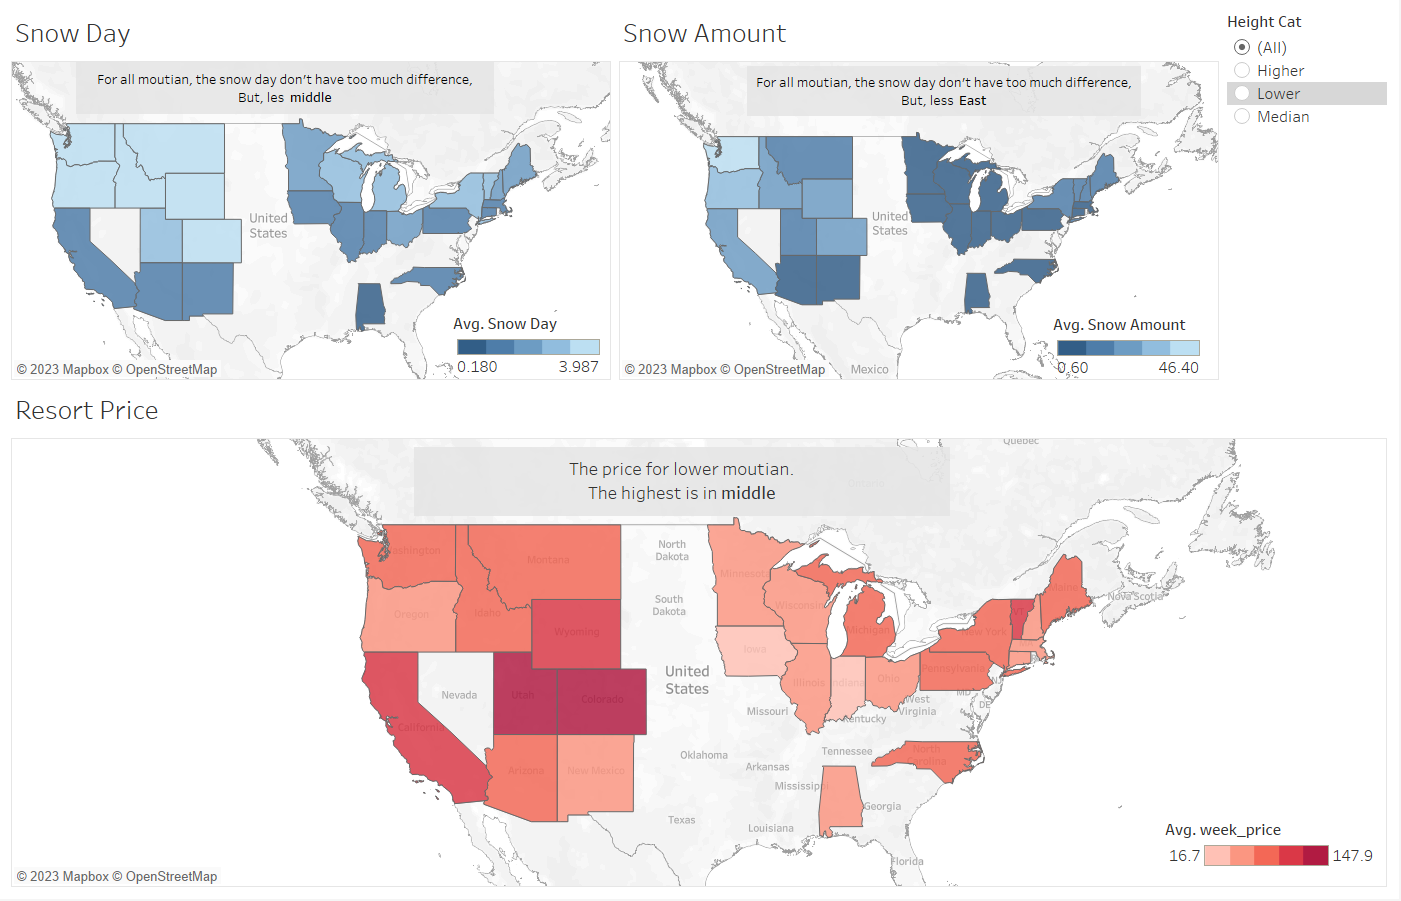 Snow Day
Snow Amount
Height Cat
(All)
Higher
Lower
Median
For all moutian, the snow day don't have too much difference,
But, les middle
United
States
Avg. Snow Day
0.180
3.987
© 2023 Mapbox © OpenStreetMap
For all moutian, the snow day don't have too much difference,
But, less East
United
States
Mexico
Avg. Snow Amount
0.60
46.40
© 2023 Mapbox © OpenStreetMap
Resort Price
The price for lower moutian.
The highest is in middle
Quebec
Ontario
ashington
Montana
North
Dakota
Minnesota
Oregon
Idaho
South
Dakota
Wisconsin
Michigan
Maine
Nova Scotia
VT
New York
MA
Wyoming
Iowa
United
States
Nevada
Utah
Colorado
Illinois
Indiana
Ohio
Pennsylvania
NJ
MD
DE
West
Virginia
Missouri
Kentucky
California
Arizona
New Mexico
Oklahoma
Arkansas
Tennessee
North
Carolina
Mississippi
Georgia
Texas
Louisiana
Florida
Avg. week_price
16.7
147.9
© 2023 Mapbox © OpenStreetMap